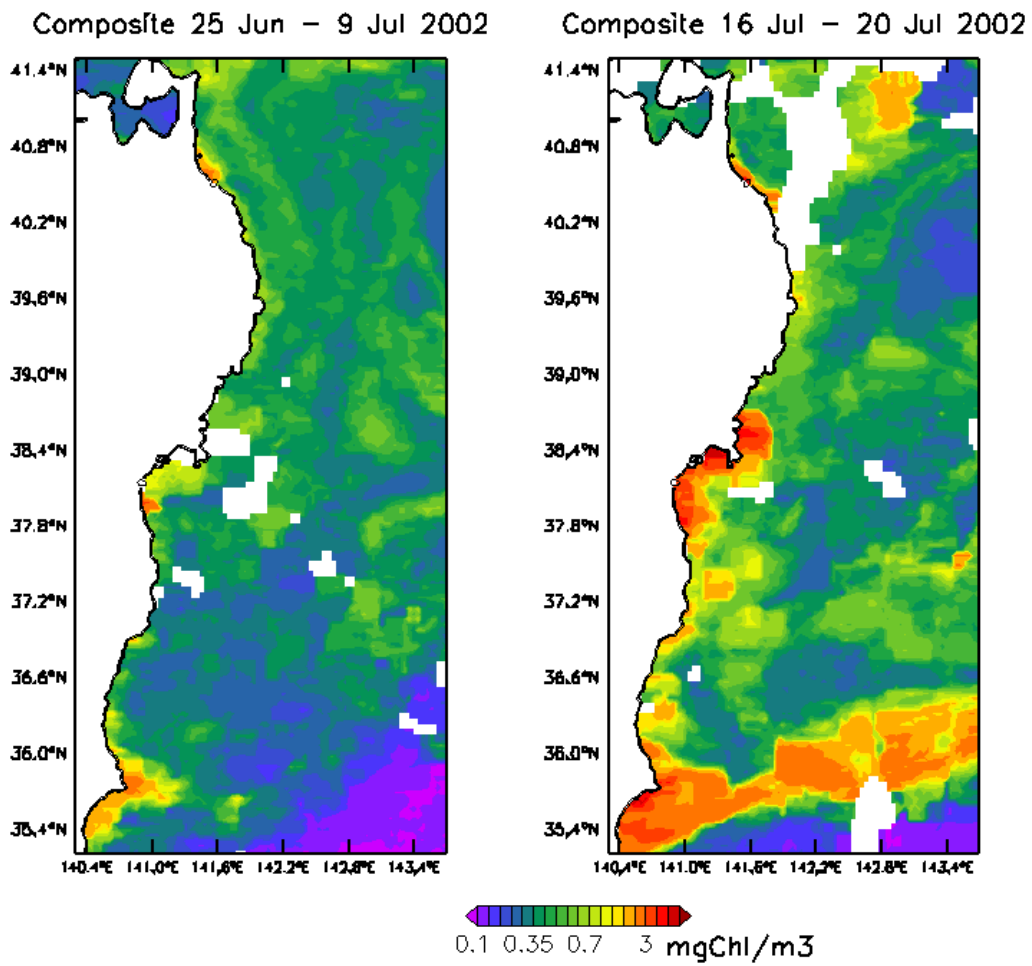 Composite 25 Jun - 9 Jul 2002
Composite 16 Jul - 20 Jul 2002
41.4°N
40.8°N
40.2°N
39.6°N
39.0°N
38.4°N
37.8°N
37.2°N
36.6°N
36.0°N
35.4°N
140.4°E 141.0°E 141.6°E 142.2°E 142.8°E 143.4°E
41.4°N
40.8°N
40.2°N
39.6°N
39.0°N
38.4°N
37.8°N
37.2°N
36.6°N
36.0°N
35.4°N
140.4°E 141.0°E 141.6°E 142.2°E 142.8°E 143.4°E
0.1 0.35 0.7 3 mgChl/m3